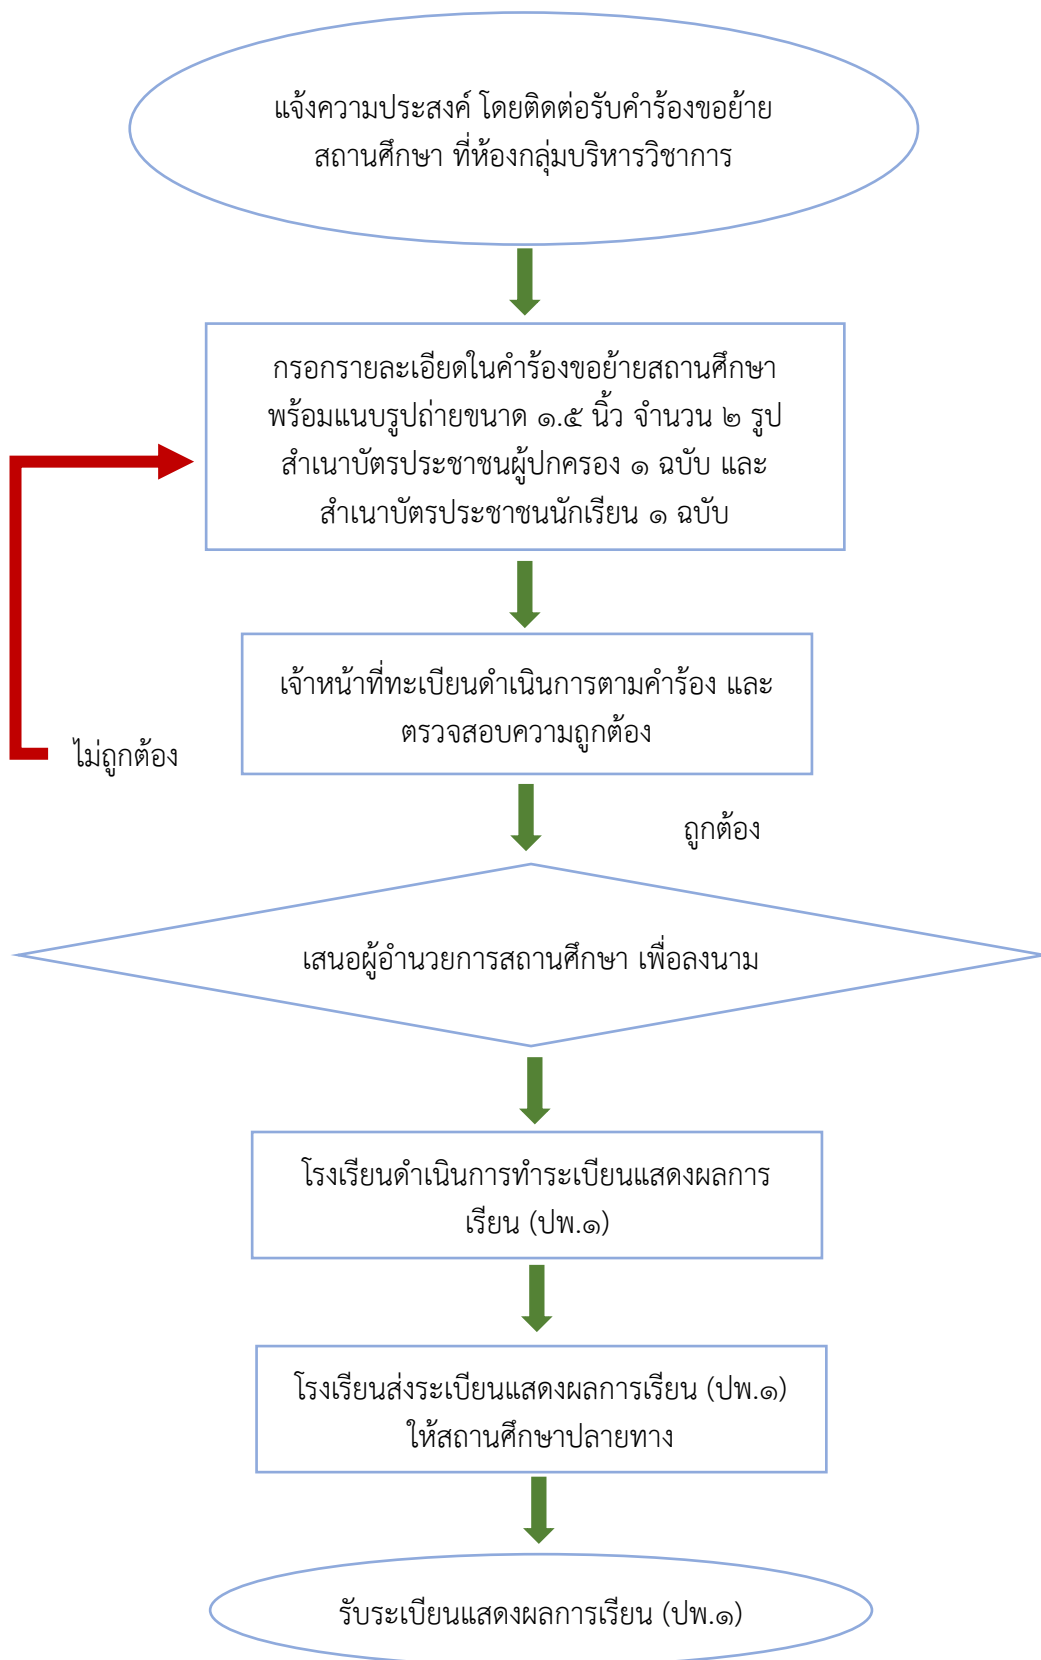 แจ้งความประสงค์ โดยติดต่อรับคำร้องขอย้าย
สถานศึกษา ที่ห้องกลุ่มบริหารวิชาการ
กรอกรายละเอียดในคำร้องขอย้ายสถานศึกษา
พร้อมแนบรูปถ่ายขนาด ๑.๕ นิ้ว จำนวน ๒ รูป
สำเนาบัตรประชาชนผู้ปกครอง ๑ ฉบับ และ
สำเนาบัตรประชาชนนักเรียน ๑ ฉบับ
เจ้าหน้าที่ทะเบียนดำเนินการตามคำร้อง และ
ตรวจสอบความถูกต้อง
ไม่ถูกต้อง
ถูกต้อง
เสนอผู้อำนวยการสถานศึกษา เพื่อลงนาม
โรงเรียนดำเนินการทำระเบียนแสดงผลการ
เรียน (ปพ.๑)
โรงเรียนส่งระเบียนแสดงผลการเรียน (ปพ.๑)
ให้สถานศึกษาปลายทาง
รับระเบียนแสดงผลการเรียน (ปพ.๑)